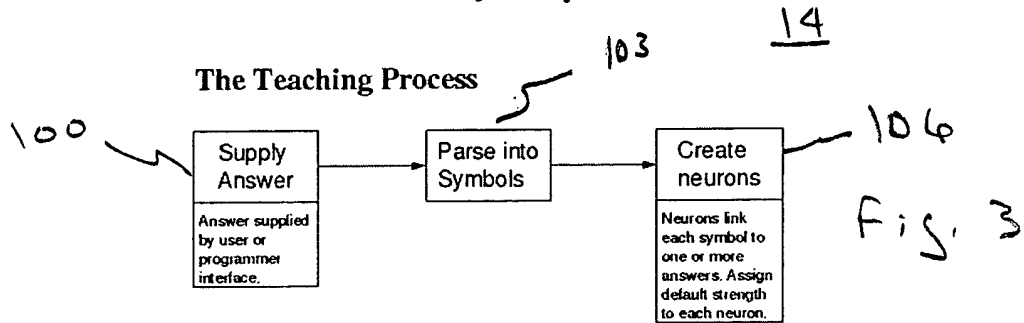 14
103
The Teaching Process
100
106
Supply
Answer
Parse into
Symbols
Create
neurons
Answer supplied
by user or
programmer
interface.
Neurons link
each symbol to
one or more
answers. Assign
default strength
to each neuron.
Fig. 3